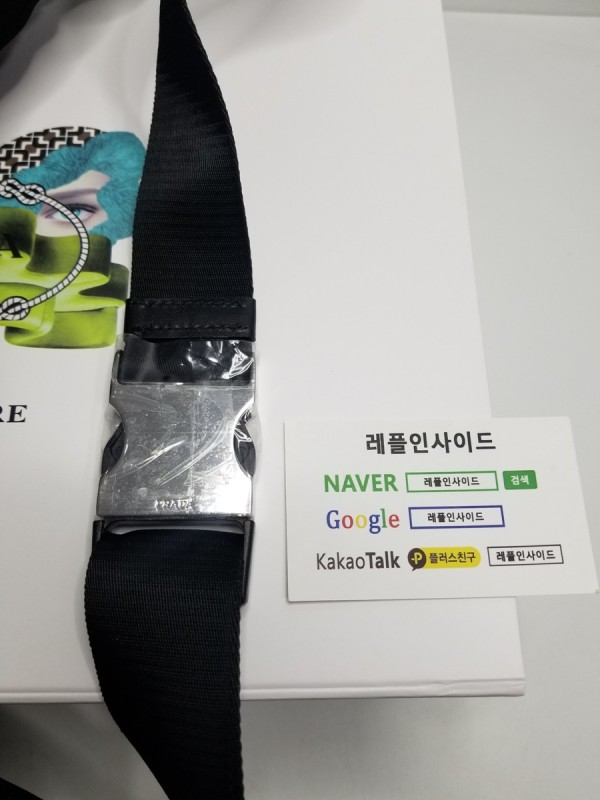 A
RE
레플인사이드
NAVER 레플인사이드 검색
Google 레플인사이드
KakaoTalk P 플러스친구 레플인사이드